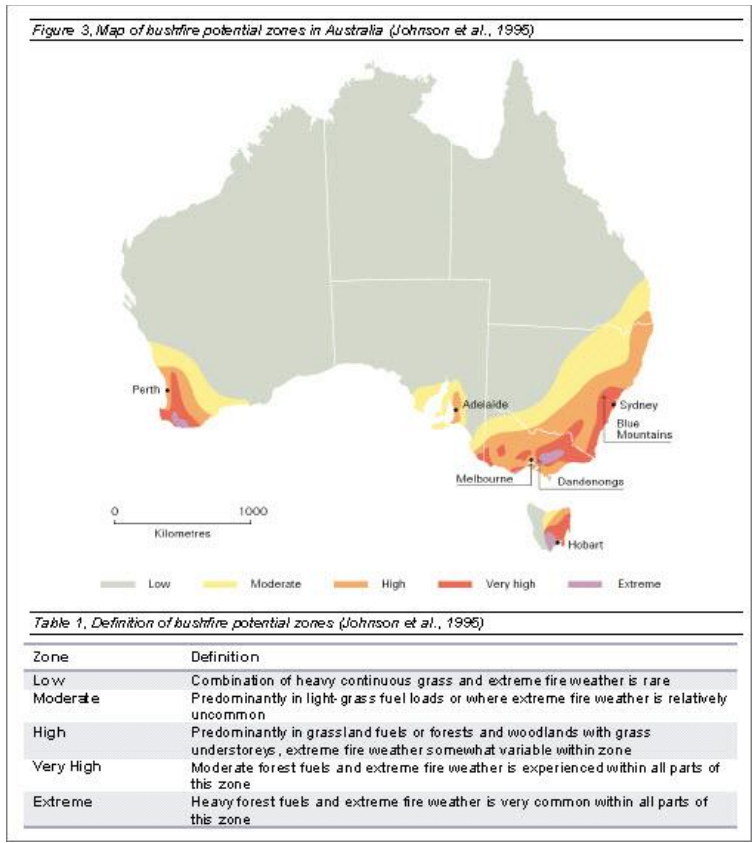 Figure 3, Map of bushfire potential zones in Australia (Johnson et al., 1995)
Perth
Adelaide
Sydney
Blue
Mountains
Melbourne
Dandenongs
0 1000
Kilometres
Hobart
Low Moderate High Very high Extreme
Table 1, Definition of bushfire potential zones (Johnson et al., 1995)
Zone Definition
Low Combination of heavy continuous grass and extreme fire weather is rare
Moderate Predominantly in light-grass fuel loads or where extreme fire weather is relatively
uncommon
High Predominantly in grassland fuels or forests and woodlands with grass
understoreys, extreme fire weather somewhat variable within zone
Very High Moderate forest fuels and extreme fire weather is experienced within all parts of
this zone
Extreme Heavy forest fuels and extreme fire weather is very common within all parts of
this zone